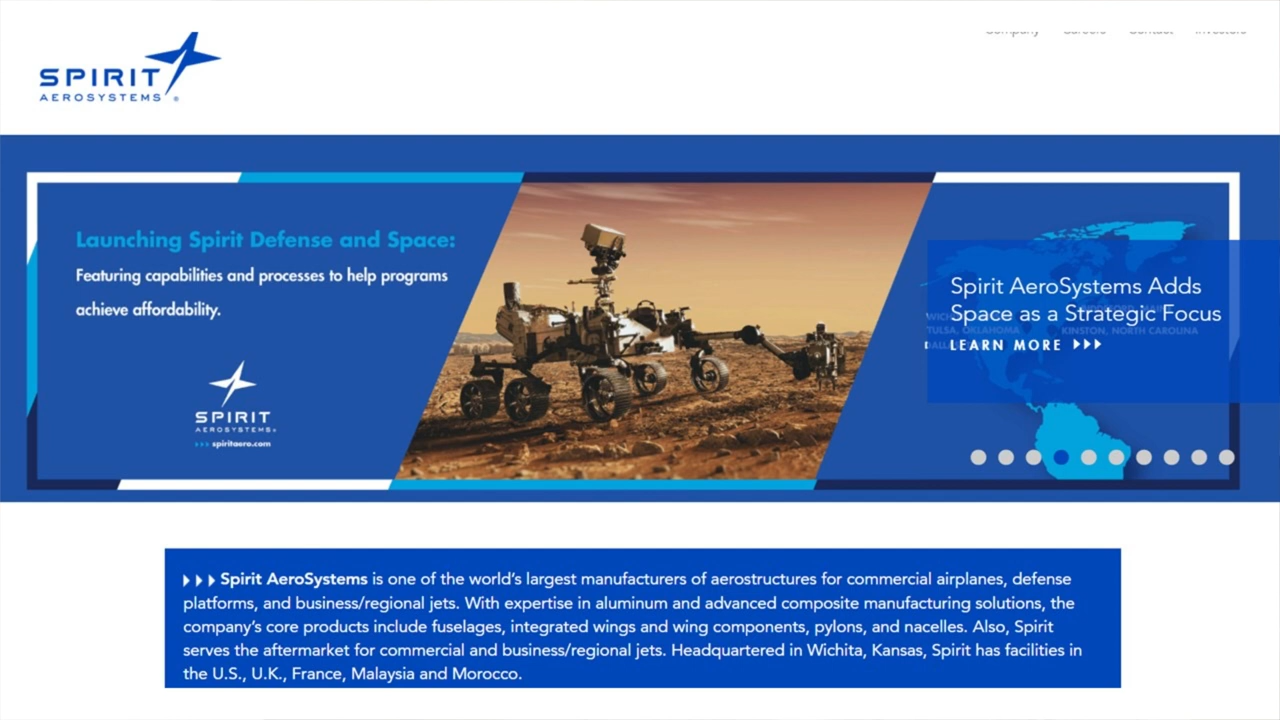 Company Careers Contact Investors
SPIRIT
AEROSYSTEMS ®
Launching Spirit Defense and Space:
Featuring capabilities and processes to help programs
achieve affordability.
SPIRIT
AEROSYSTEMS
spiritaero.com
Spirit AeroSystems Adds
Space as a Strategic Focus
TULSA, OKLAHOMA
KINSTON, NORTH CAROLINA
LEARN MORE
Spirit AeroSystems is one of the world's largest manufacturers of aerostructures for commercial airplanes, defense
platforms, and business/regional jets. With expertise in aluminum and advanced composite manufacturing solutions, the
company's core products include fuselages, integrated wings and wing components, pylons, and nacelles. Also, Spirit
serves the aftermarket for commercial and business/regional jets. Headquartered in Wichita, Kansas, Spirit has facilities in
the U.S., U.K., France, Malaysia and Morocco.